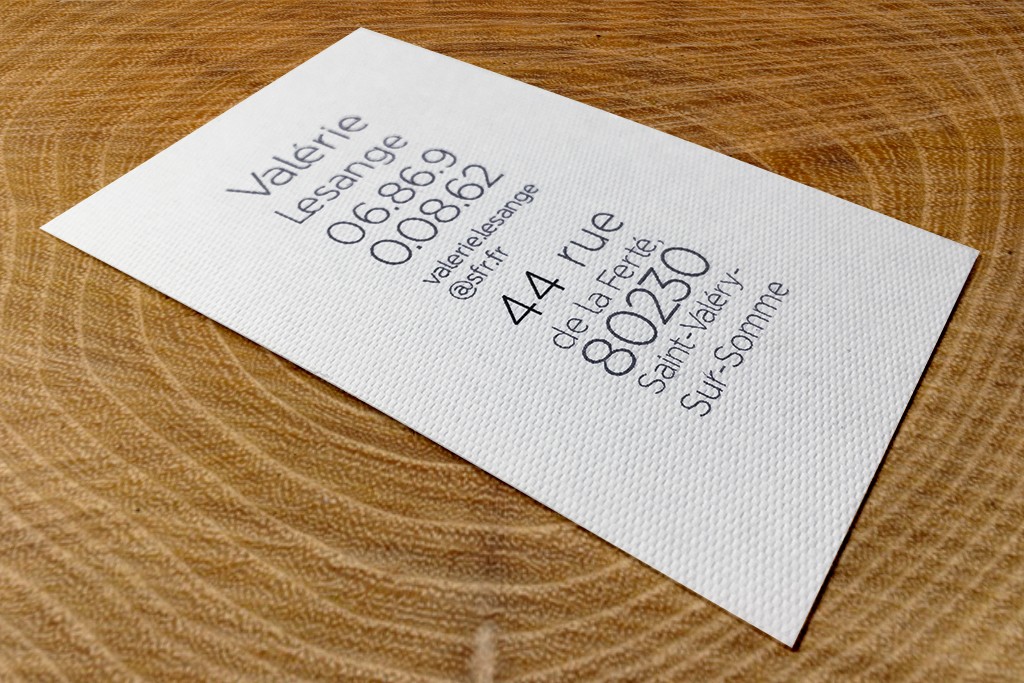 Valérie
Lesange
06.86.9
0.08.62
valerie.lesange
@sfr.fr
44 rue
de la Ferté,
80230
Saint-Valéry-
Sur-Somme